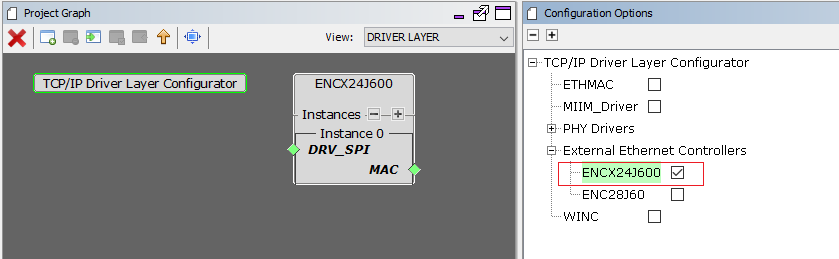 Project Graph
View: DRIVER LAYER
TCP/IP Driver Layer Configurator
ENCX24J600
Instances
Instance 0
DRV_SPI
MAC
Configuration Options
TCP/IP Driver Layer Configurator
ETHMAC
MIIM_Driver
PHY Drivers
External Ethernet Controllers
ENCX24J600
ENC28J60
WINC